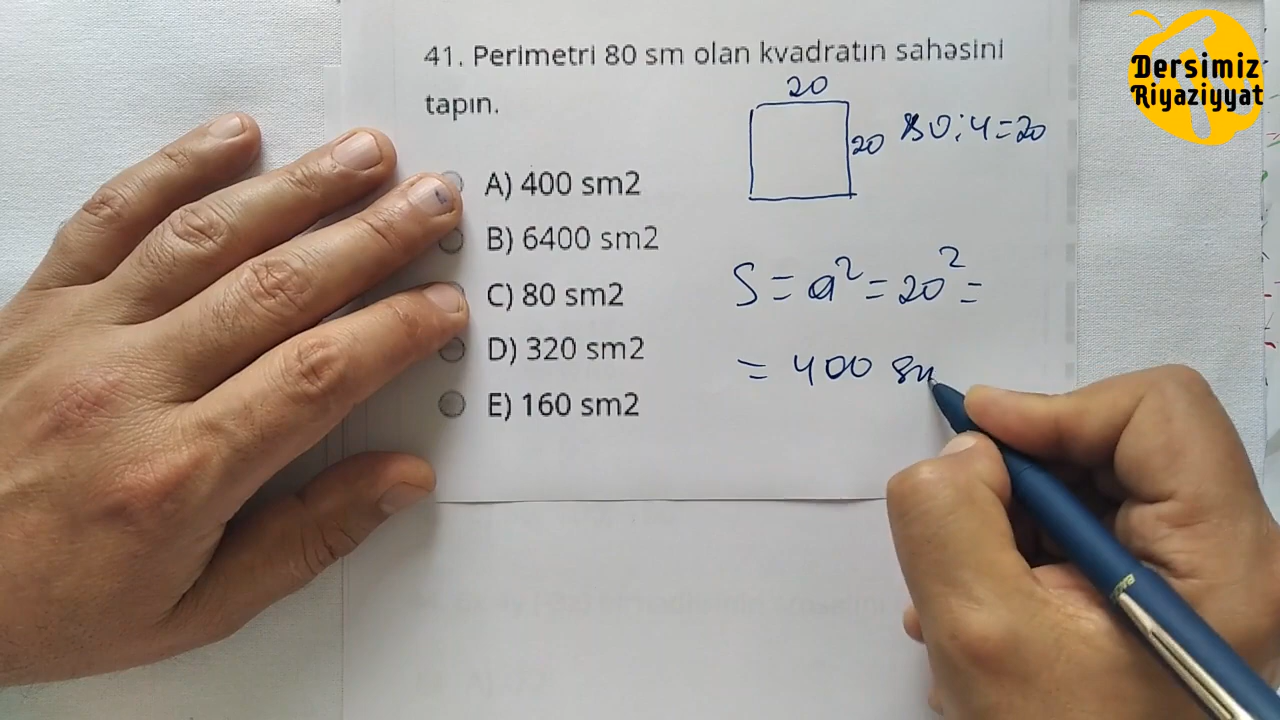 Dersimiz
Riyaziyyat
41. Perimetri 80 sm olan kvadratın sahəsini
tapın.
20
20
80:4=20
A) 400 sm2
B) 6400 sm2
C) 80 sm2
D) 320 sm2
E) 160 sm2
S = a² = 20² =
= 400 sm